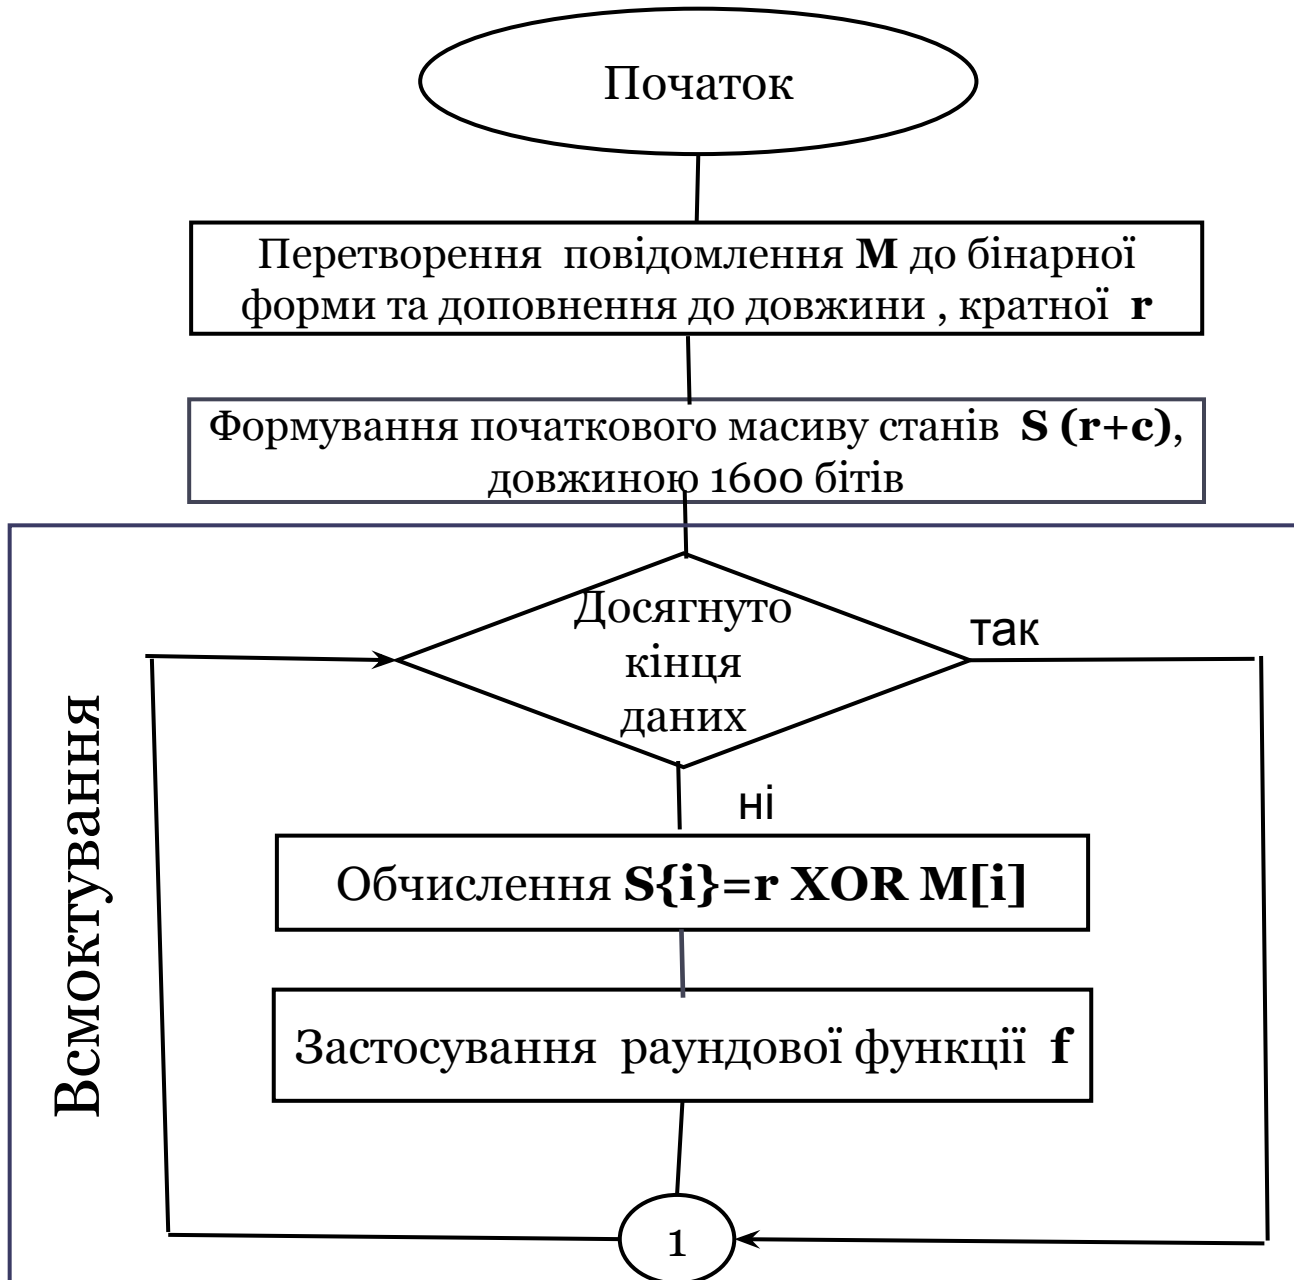 Початок
Перетворення повідомлення M до бінарної
форми та доповнення до довжини , кратної r
Формування початкового масиву станів S (r+c),
довжиною 1600 бітів
Досягнуто
кінця
даних
так
ні
Всмоктування
Обчислення S{i}=r XOR M[i]
Застосування раундової функції f
1